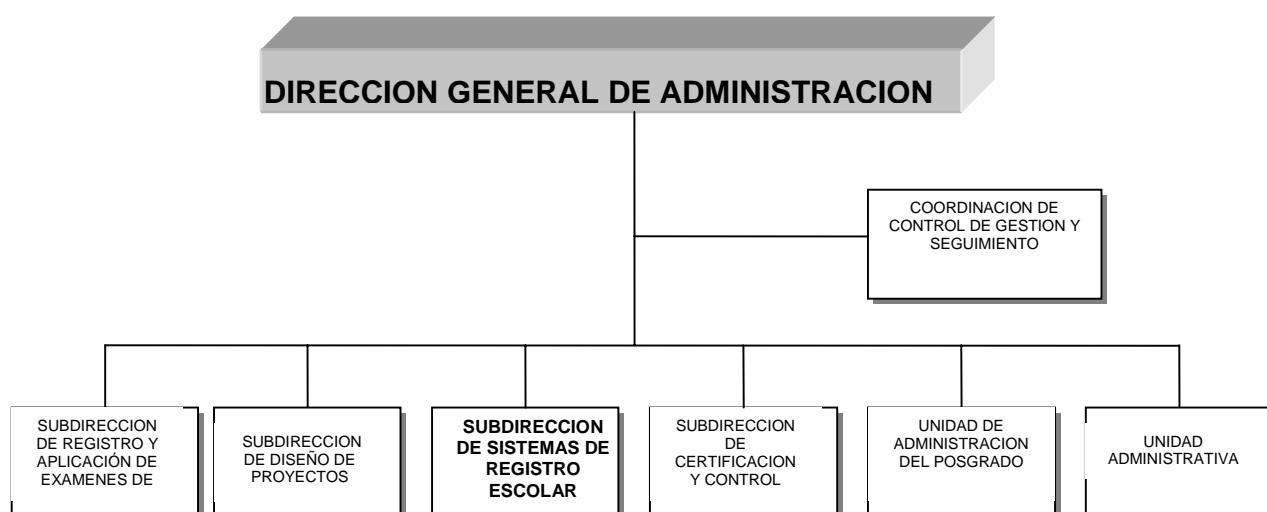 DIRECCION GENERAL DE ADMINISTRACION
COORDINACION DE
CONTROL DE GESTION Y
SEGUIMIENTO
SUBDIRECCION
DE REGISTRO Y
APLICACIÓN DE
EXAMENES DE
SUBDIRECCION
DE DISEÑO DE
PROYECTOS
SUBDIRECCION
DE SISTEMAS DE
REGISTRO
ESCOLAR
SUBDIRECCION
DE
CERTIFICACION
Y CONTROL
UNIDAD DE
ADMINISTRACION
DEL POSGRADO
UNIDAD
ADMINISTRATIVA